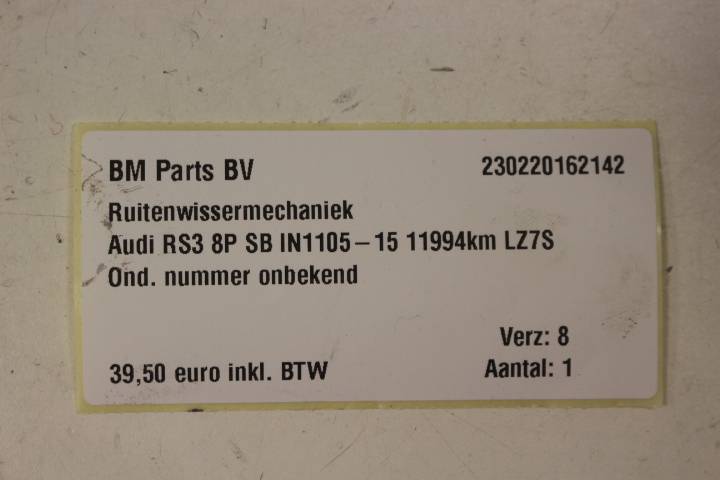 BM Parts BV 230220162142
Ruitenwissermechaniek
Audi RS3 8P SB IN1105-15 11994km LZ7S
Ond. nummer onbekend
Verz: 8
39,50 euro inkl. BTW Aantal: 1